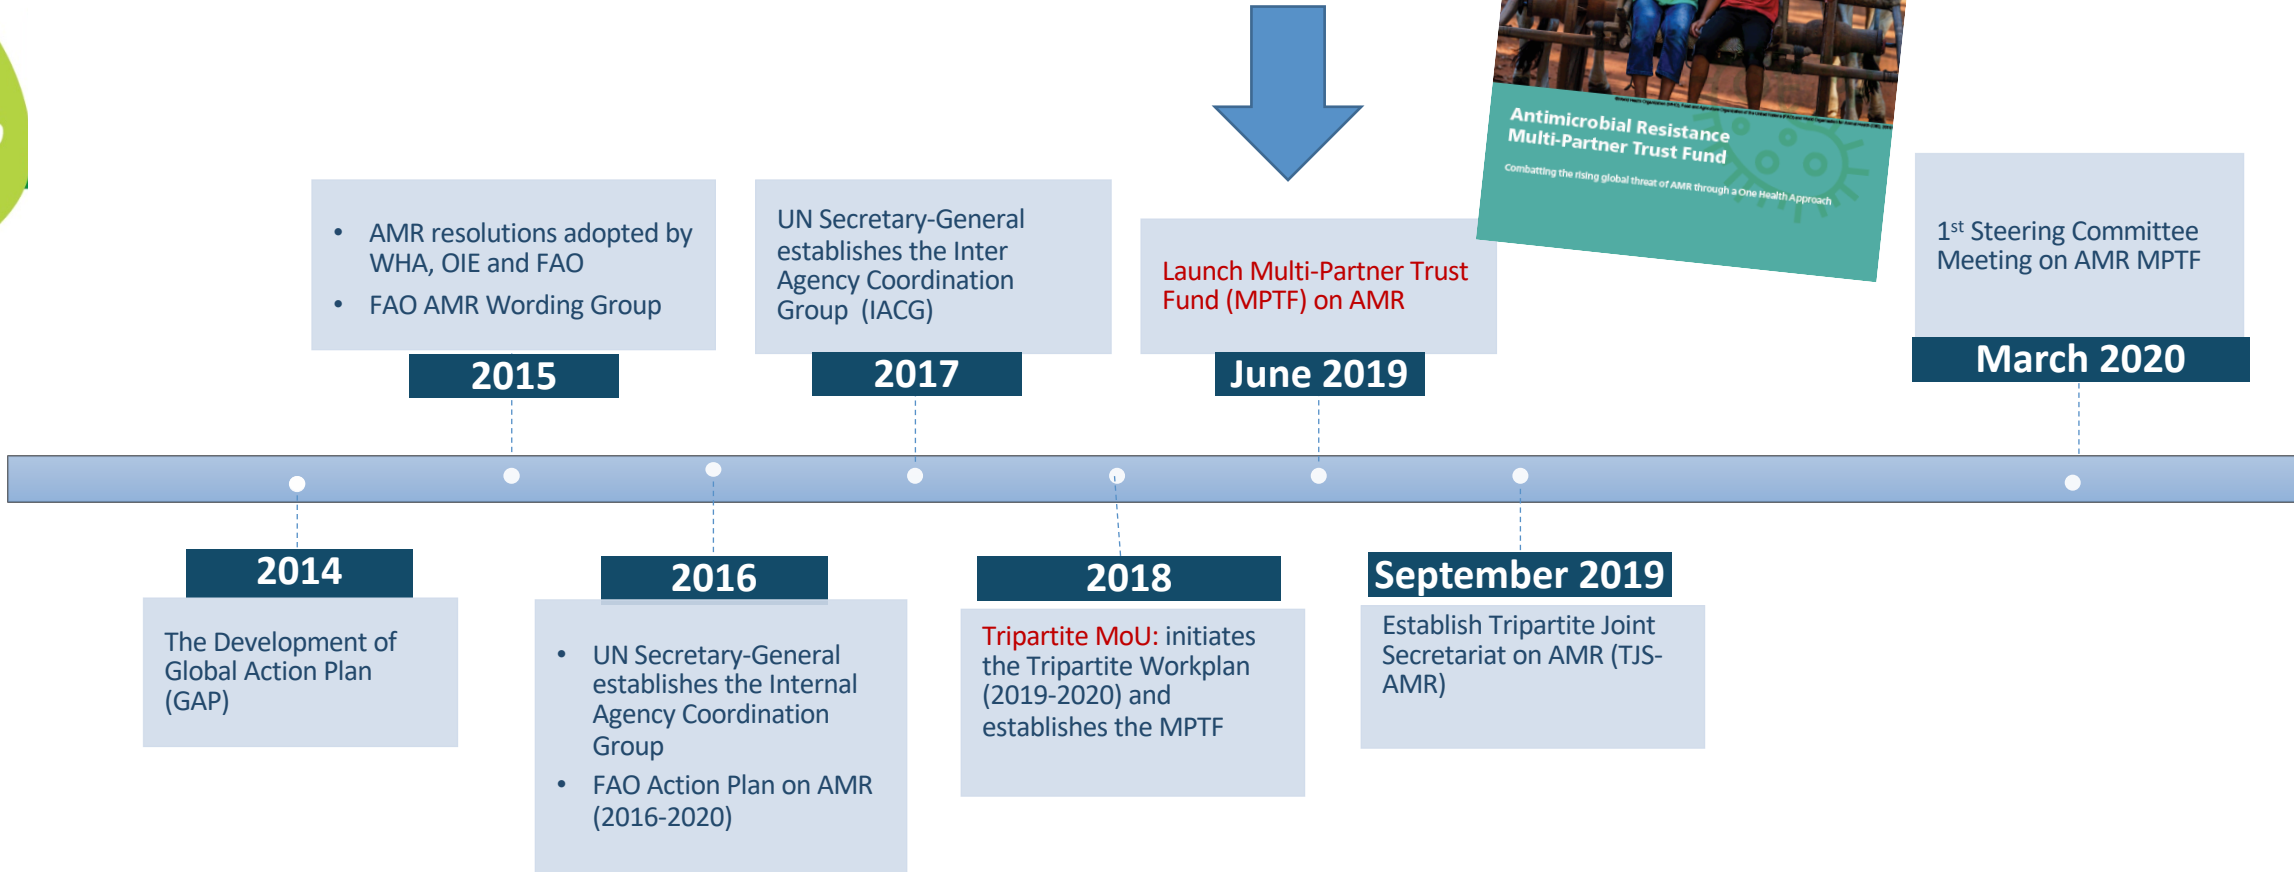 Antimicrobial Resistance
Multi-Partner Trust Fund
Combatting the rising global threat of AMR through a One Health Approach
• AMR resolutions adopted by
WHA, OIE and FAO
• FAO AMR Wording Group
2015
UN Secretary-General
establishes the Inter
Agency Coordination
Group (IACG)
2017
Launch Multi-Partner Trust
Fund (MPTF) on AMR
June 2019
1st Steering Committee
Meeting on AMR MPTF
March 2020
2014
The Development of
Global Action Plan
(GAP)
2016
• UN Secretary-General
establishes the Internal
Agency Coordination
Group
• FAO Action Plan on AMR
(2016-2020)
2018
Tripartite MoU: initiates
the Tripartite Workplan
(2019-2020) and
establishes the MPTF
September 2019
Establish Tripartite Joint
Secretariat on AMR (TJS-
AMR)